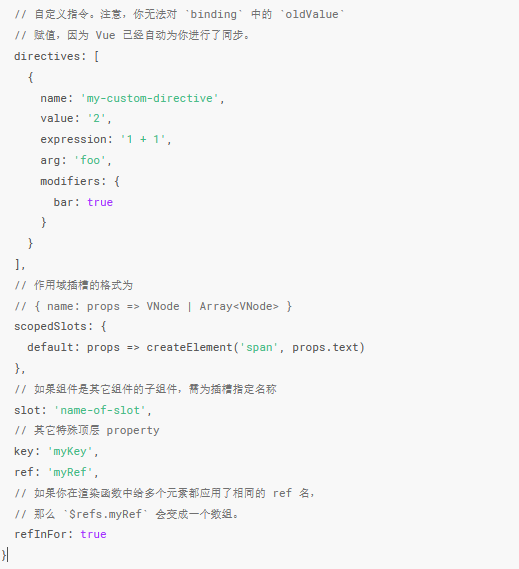 // 自定义指令。注意，你无法对 `binding` 中的 `oldValue`
// 赋值，因为 Vue 已经自动为你进行了同步。
directives: [
{
name: 'my-custom-directive',
value: '2',
expression: '1 + 1',
arg: 'foo',
modifiers: {
bar: true
}
}
],
// 作用域插槽的格式为
// { name: props => VNode | Array<VNode> }
scopedSlots: {
default: props => createElement('span', props.text)
},
// 如果组件是其它组件的子组件，需为插槽指定名称
slot: 'name-of-slot',
// 其它特殊顶层 property
key: 'myKey',
ref: 'myRef',
// 如果你在渲染函数中给多个元素都应用了相同的 ref 名，
// 那么 `$refs.myRef` 会变成一个数组。
refInFor: true
}